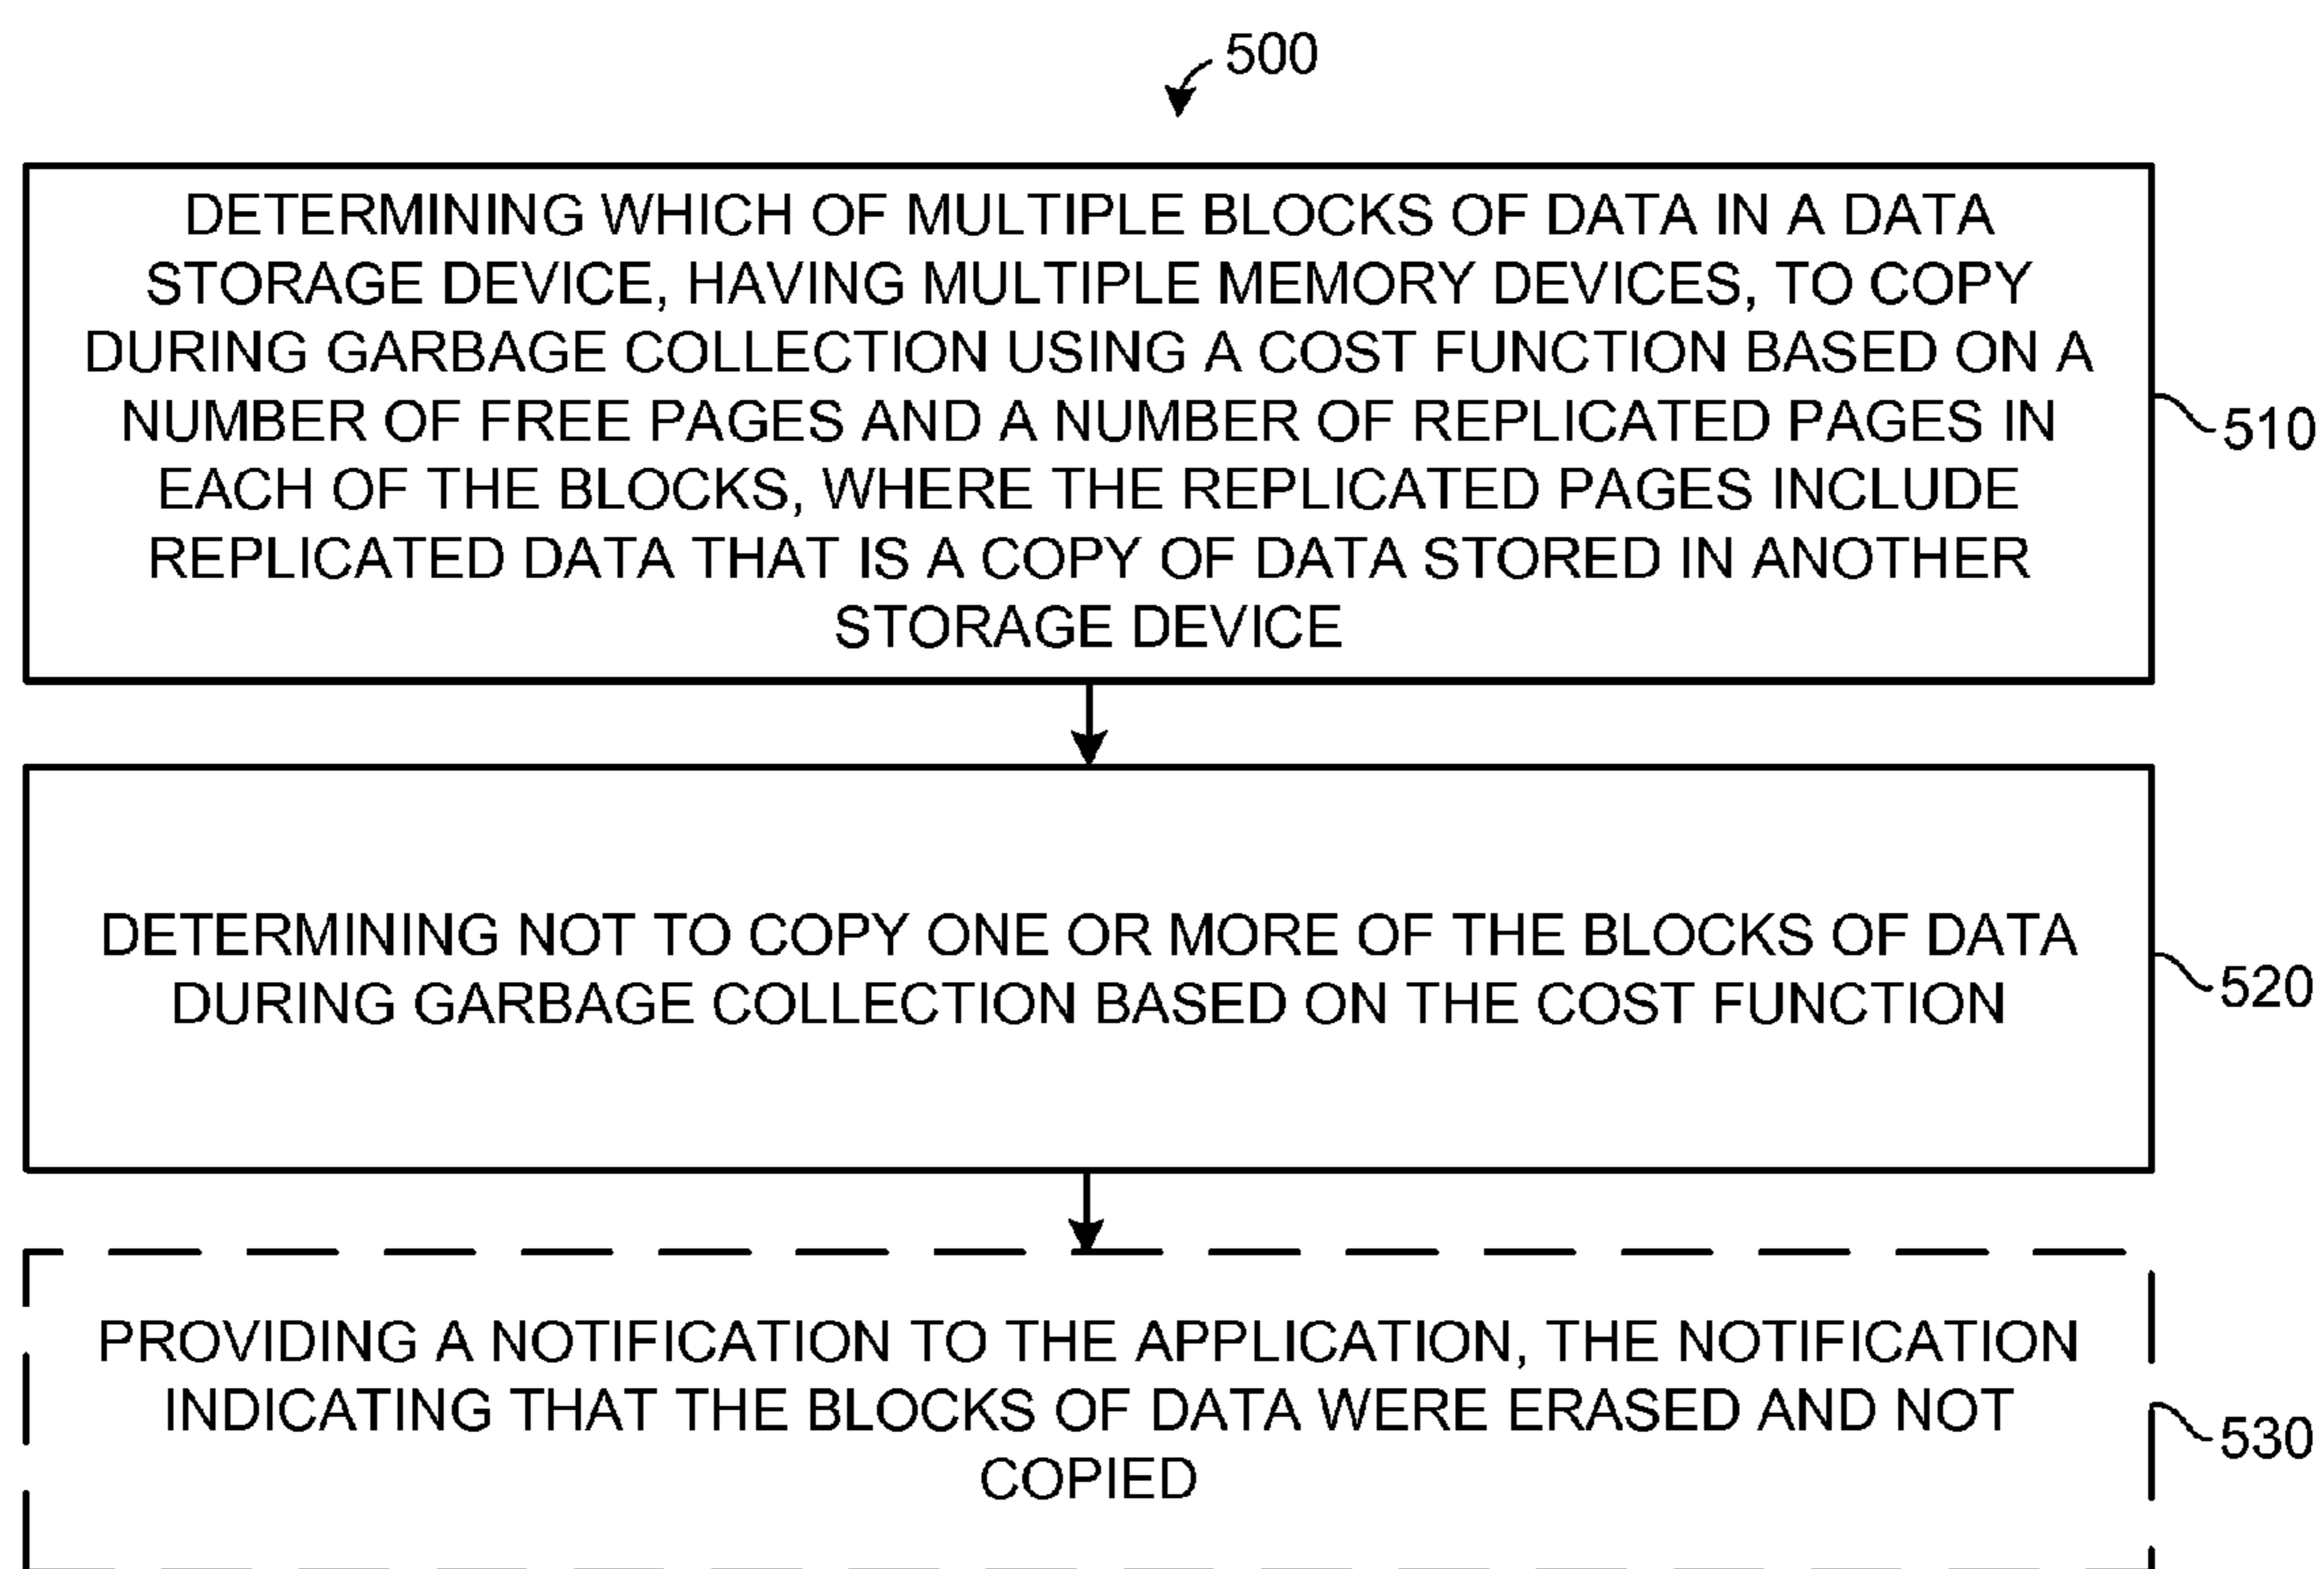 500
DETERMINING WHICH OF MULTIPLE BLOCKS OF DATA IN A DATA
STORAGE DEVICE, HAVING MULTIPLE MEMORY DEVICES, TO COPY
DURING GARBAGE COLLECTION USING A COST FUNCTION BASED ON A
NUMBER OF FREE PAGES AND A NUMBER OF REPLICATED PAGES IN
EACH OF THE BLOCKS, WHERE THE REPLICATED PAGES INCLUDE
REPLICATED DATA THAT IS A COPY OF DATA STORED IN ANOTHER
STORAGE DEVICE
510
DETERMINING NOT TO COPY ONE OR MORE OF THE BLOCKS OF DATA
DURING GARBAGE COLLECTION BASED ON THE COST FUNCTION
520
PROVIDING A NOTIFICATION TO THE APPLICATION, THE NOTIFICATION
INDICATING THAT THE BLOCKS OF DATA WERE ERASED AND NOT
COPIED
530